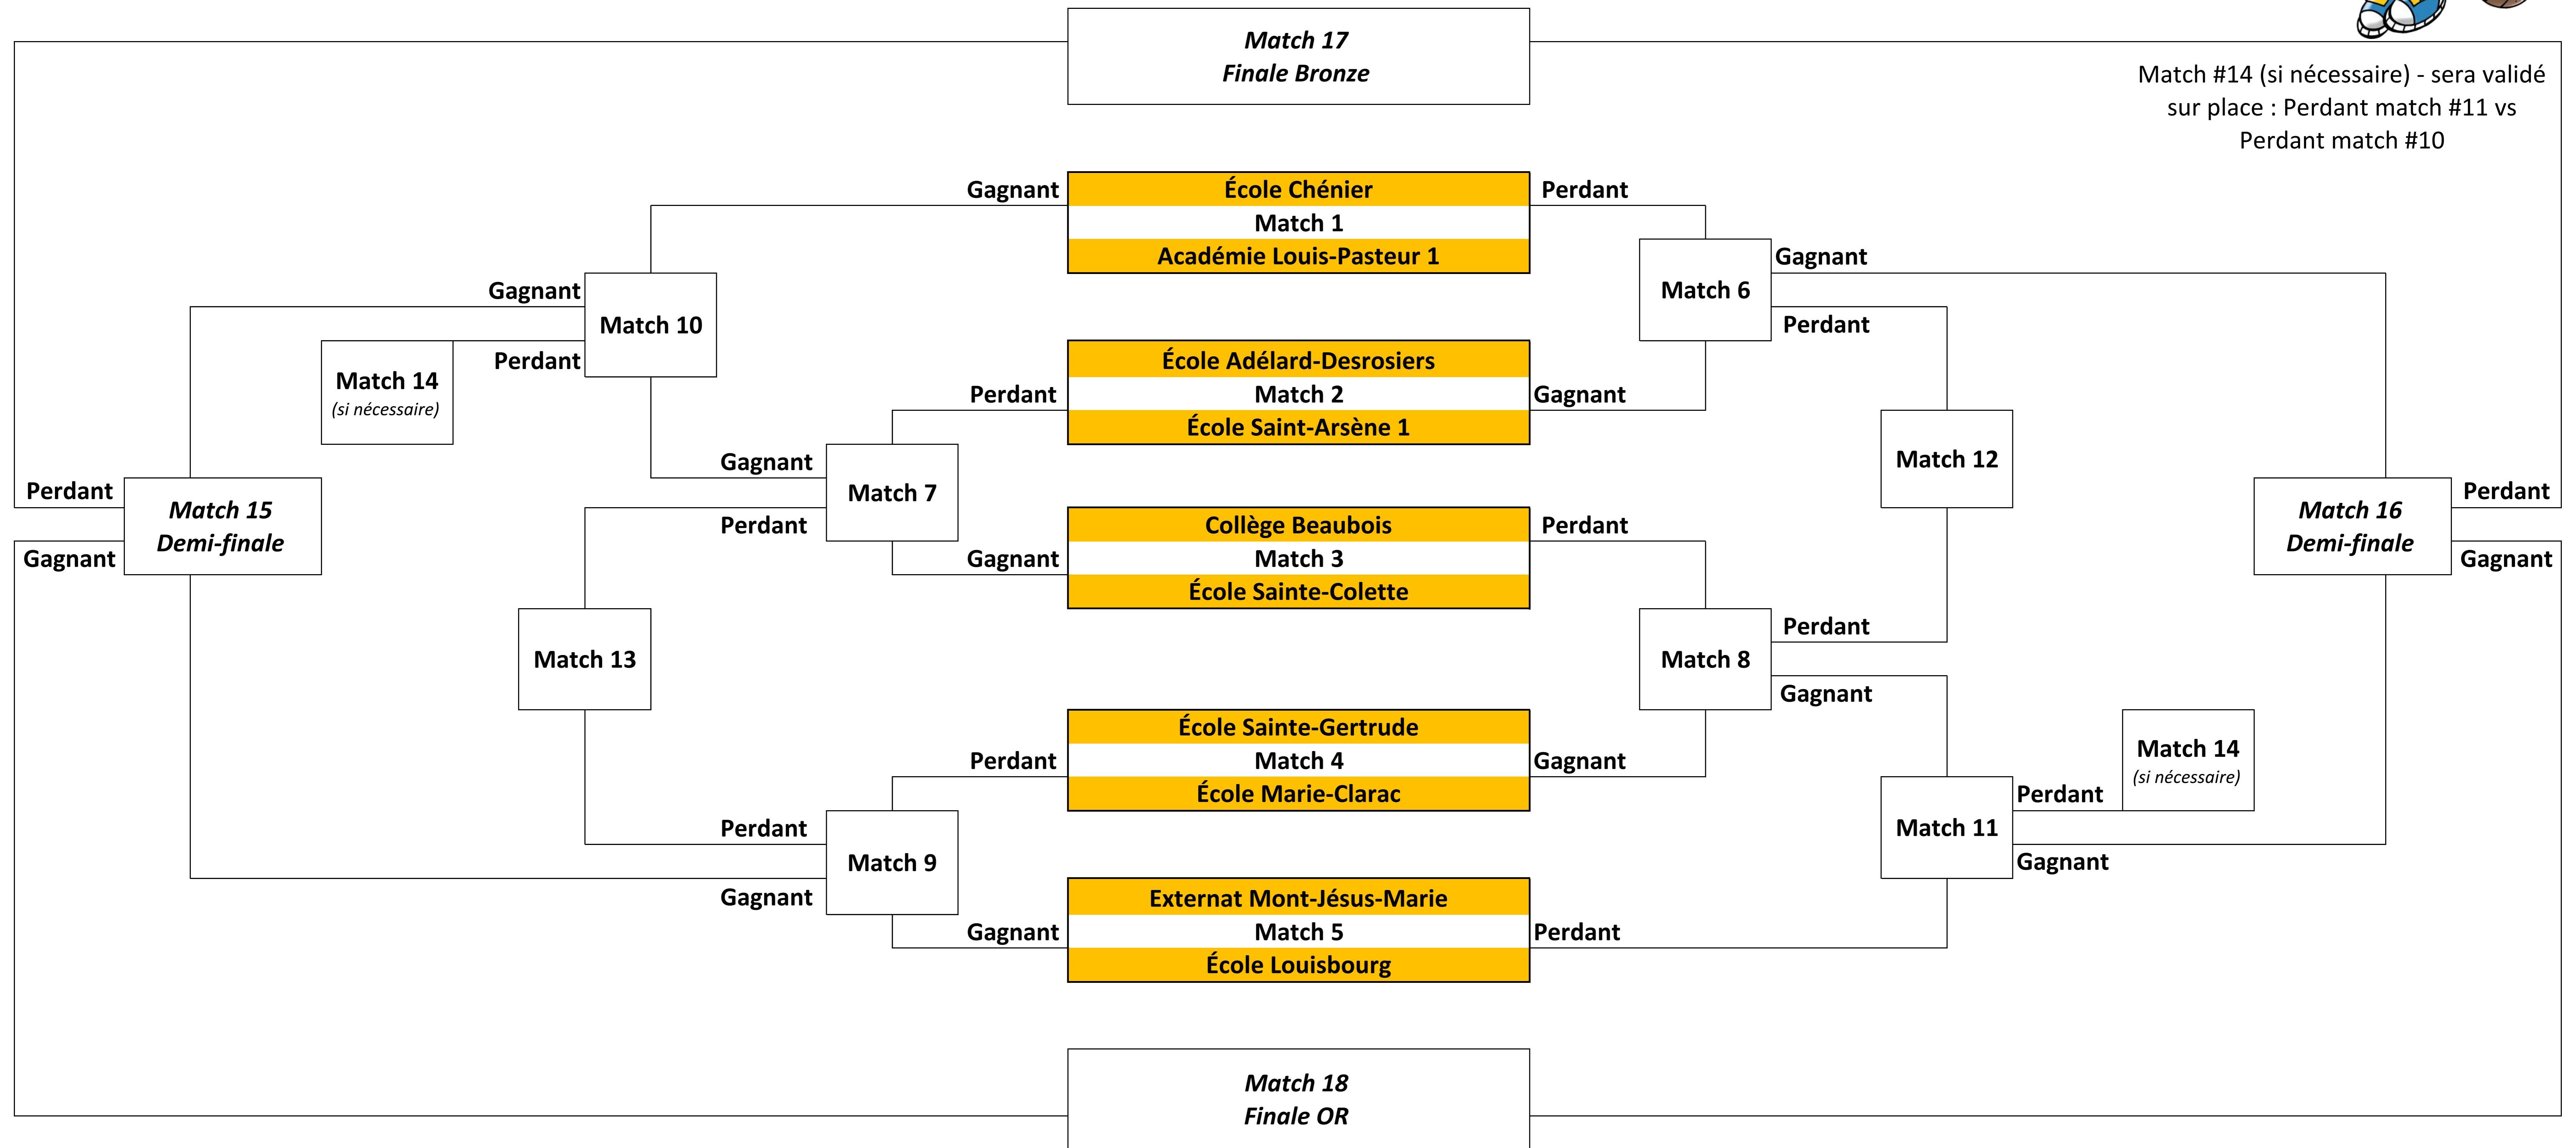 Match 17
Finale Bronze
Match #14 (si nécessaire) - sera validé
sur place : Perdant match #11 vs
Perdant match #10
Gagnant
École Chénier
Perdant
Match 1
Académie Louis-Pasteur 1
Gagnant
Match 6
Gagnant
Match 10
Perdant
Perdant
Match 14
(si nécessaire)
École Adélard-Desrosiers
Perdant
Match 2
Gagnant
École Saint-Arsène 1
Gagnant
Match 7
Match 12
Perdant
Match 15
Demi-finale
Gagnant
Perdant
Collège Beaubois
Perdant
Gagnant
Match 3
École Sainte-Colette
Perdant
Match 16
Demi-finale
Gagnant
Match 13
Match 8
Perdant
Gagnant
École Sainte-Gertrude
Perdant
Match 4
Gagnant
École Marie-Clarac
Match 14
(si nécessaire)
Perdant
Match 11
Gagnant
Perdant
Match 9
Gagnant
Externat Mont-Jésus-Marie
Gagnant
Match 5
Perdant
École Louisbourg
Match 18
Finale OR